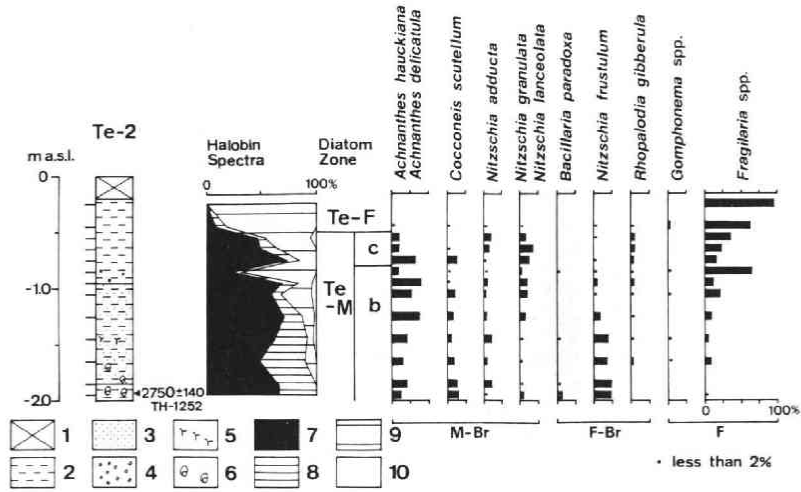 Te-2
m a.s.l.
0
-1.0
-2.0
2750±140
TH-1252
Halobin
Spectra
0
100%
Diatom
Zone
Te-F
Te
-M
c
b
Achnanthes hauckiana
Achnanthes delicatula
Cocconeis scutellum
Nitzschia adducta
Nitzschia granulata
Nitzschia lanceolata
Bacillaria paradoxa
Nitzschia frustulum
Rhopalodia gibberula
Gomphonema spp.
Fragilaria spp.
0
100%
M-Br
F-Br
F
1
3
5
7
9
2
4
6
8
10
• less than 2%